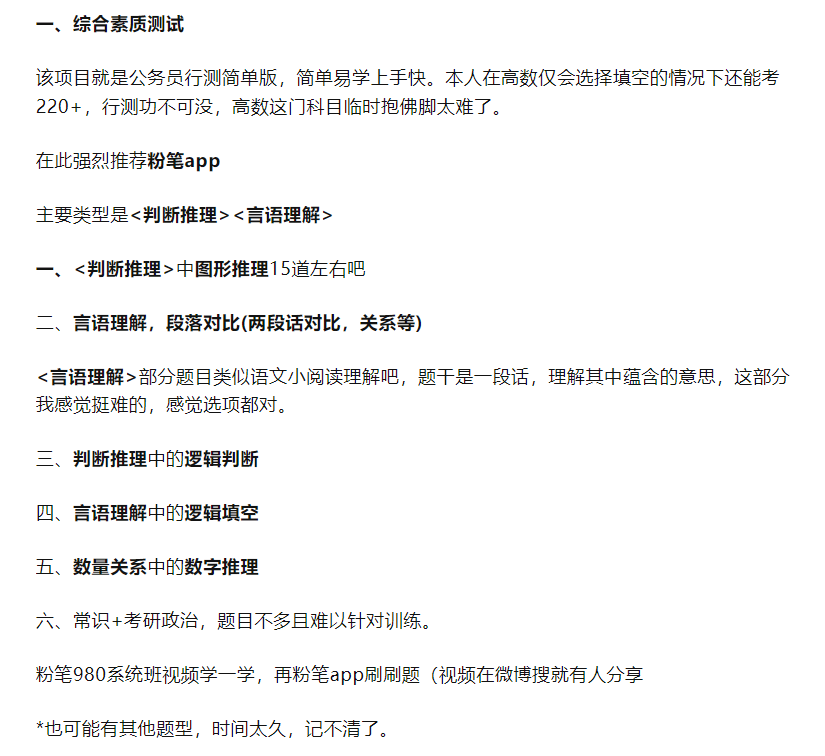 一、综合素质测试
该项目就是公务员行测简单版，简单易学上手快。本人在高数仅会选择填空的情况下还能考
220+，行测功不可没，高数这门科目临时抱佛脚太难了。
在此强烈推荐粉笔app
主要类型是<判断推理><言语理解>
一、<判断推理>中图形推理15道左右吧
二、言语理解，段落对比(两段话对比，关系等)
<言语理解>部分题目类似语文小阅读理解吧，题干是一段话，理解其中蕴含的意思，这部分
我感觉挺难的，感觉选项都对。
三、判断推理中的逻辑判断
四、言语理解中的逻辑填空
五、数量关系中的数字推理
六、常识+考研政治，题目不多且难以针对训练。
粉笔980系统班视频学一学，再粉笔app刷刷题（视频在微博搜就有人分享
*也可能有其他题型，时间太久，记不清了。